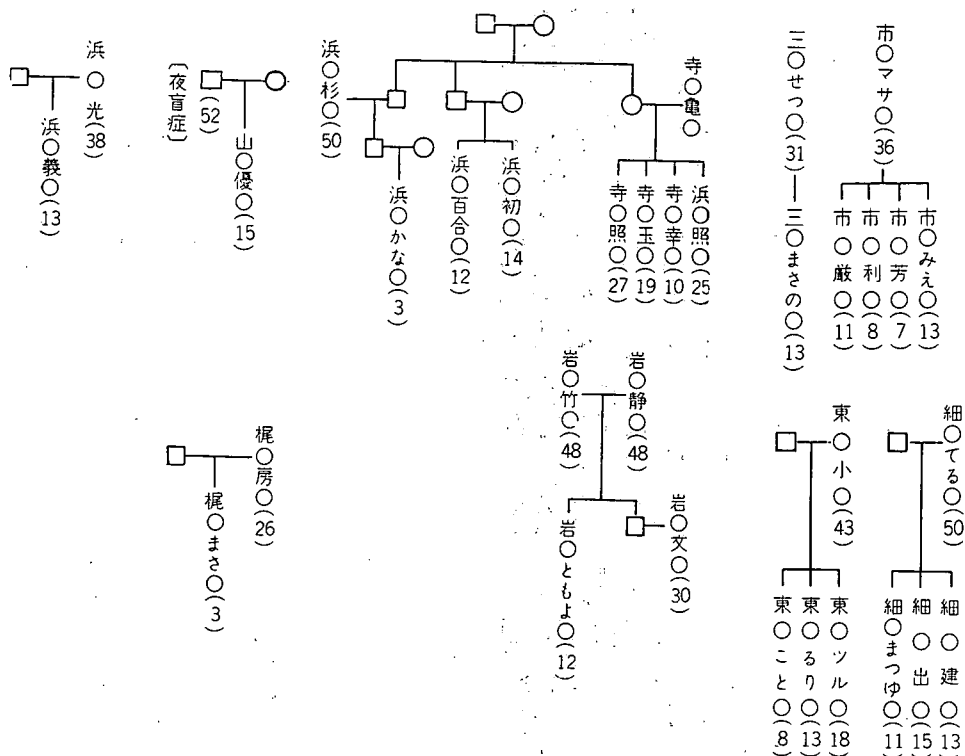 浜○光(38)
浜○義○(13)
〔夜盲症〕
(52)
山○優○(15)
浜○杉○(50)
浜○かな○(3)
浜○百合○(12)
浜○初○(14)
寺○亀○
寺○照○(27)
寺○玉○(19)
寺○幸○(10)
浜○照○(25)
三○せつ○(31)
三○まさの○(13)
市○マサ○(36)
市○厳○(11)
市○利○(8)
市○芳○(7)
市○みえ○(13)
梶○房○(26)
梶○まさ○(3)
岩○竹○(48)
岩○静○(48)
岩○ともよ○(12)
岩○文○(30)
東○小○(43)
東○こと○(8)
東○るり○(13)
東○ツル○(18)
細○てる○(50)
細○まつゆ○(11)
細○出○(15)
細○建○(13)